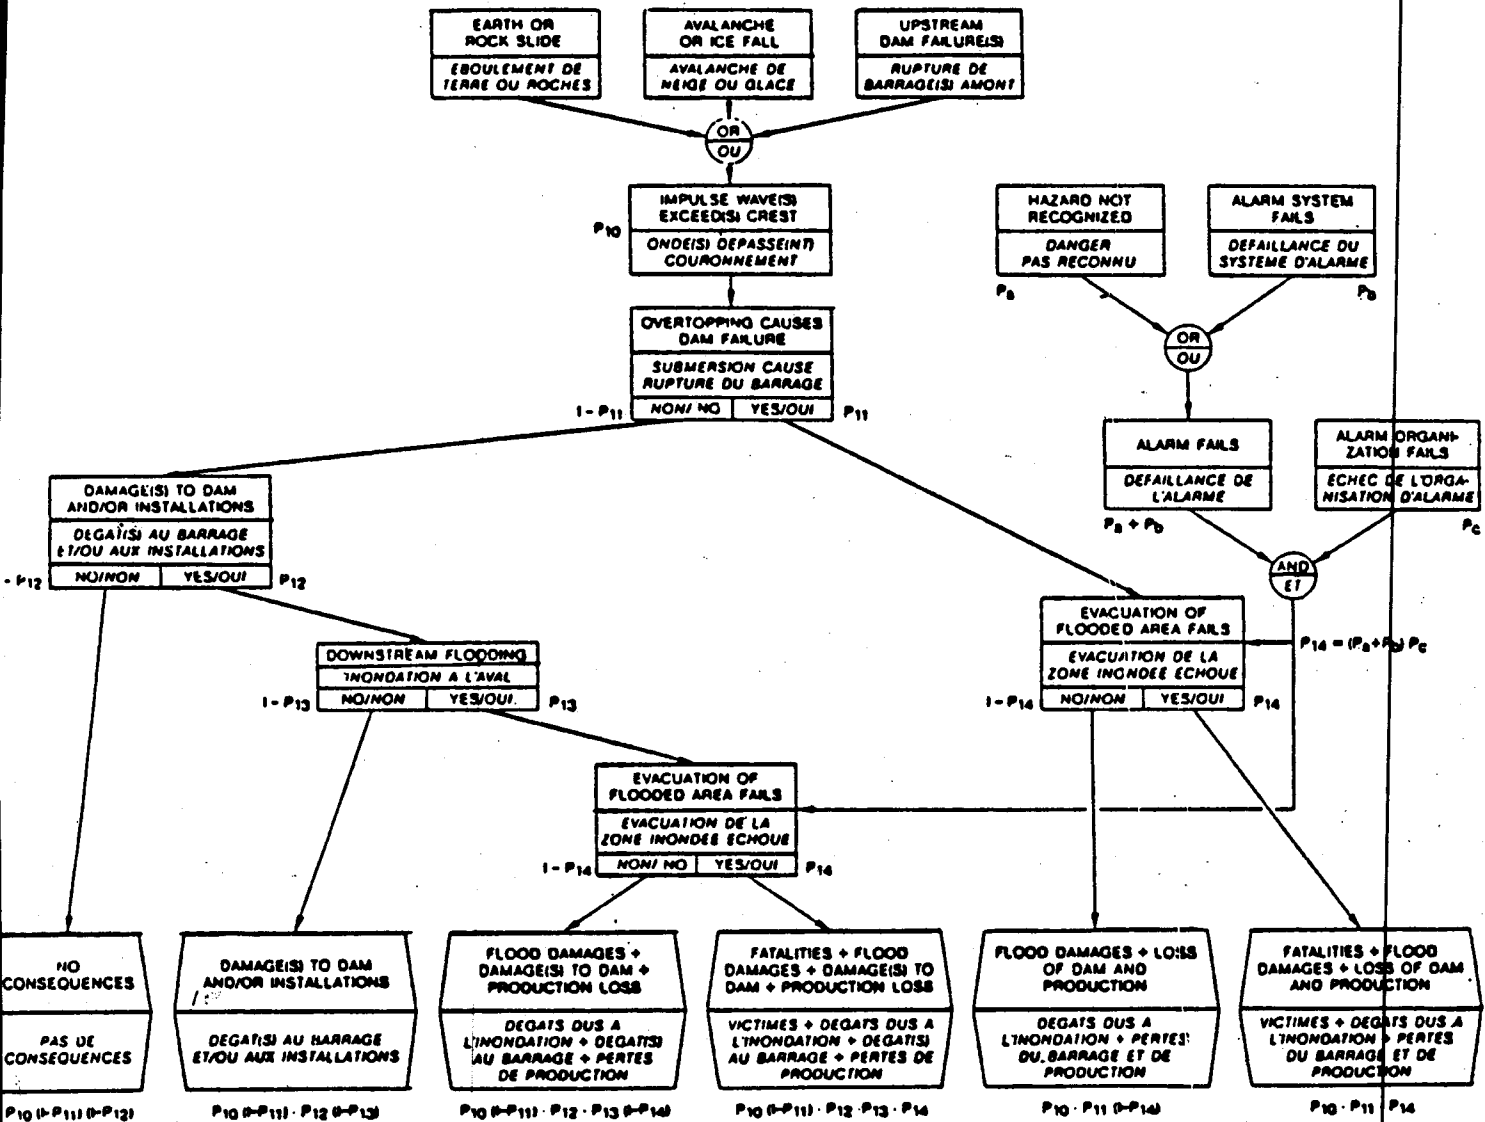 EARTH OR
ROCK SLIDE
EBOULEMENT DE
TERRE OU ROCHES
AVALANCHE
OR ICE FALL
AVALANCHE DE
NEIGE OU GLACE
UPSTREAM
DAM FAILURE(S)
RUPTURE DE
BARRAGE(S) AMONT
OR
OU
IMPULSE WAVE(S)
EXCEED(S) CREST
ONDE(S) DEPASSE(NT)
COURONNEMENT
P10
HAZARD NOT
RECOGNIZED
DANGER
PAS RECONNU
Pa
ALARM SYSTEM
FAILS
DEFAILLANCE DU
SYSTEME D'ALARME
Pb
OVERTOPPING CAUSES
DAM FAILURE
SUBMERSION CAUSE
RUPTURE DU BARRAGE
1 - P11
NON/ NO
YES/OUI
P11
OR
OU
ALARM FAILS
DEFAILLANCE DE
L'ALARME
Pa + Pb
ALARM ORGANI-
ZATION FAILS
ECHEC DE L'ORGA-
NISATION D'ALARME
Pc
AND
ET
DAMAGE(S) TO DAM
AND/OR INSTALLATIONS
DEGAT(S) AU BARRAGE
ET/OU AUX INSTALLATIONS
- P12
NO/NON
YES/OUI
P12
EVACUATION OF
FLOODED AREA FAILS
EVACUATION DE LA
ZONE INONDEE ECHOUE
1 - P14
NO/NON
YES/OUI
P14
P14 = (Pa+Pb) Pc
DOWNSTREAM FLOODING
INONDATION A L'AVAL
1 - P13
NO/NON
YES/OUI
P13
EVACUATION OF
FLOODED AREA FAILS
EVACUATION DE LA
ZONE INONDEE ECHOUE
1 - P14
NON/ NO
YES/OUI
P14
NO
CONSEQUENCES
PAS DE
CONSEQUENCES
P10 (1-P11) (1-P12)
DAMAGE(S) TO DAM
AND/OR INSTALLATIONS
DEGAT(S) AU BARRAGE
ET/OU AUX INSTALLATIONS
P10 (1-P11) · P12 (1-P13)
FLOOD DAMAGES +
DAMAGE(S) TO DAM +
PRODUCTION LOSS
DEGATS DUS A
L'INONDATION + DEGAT(S)
AU BARRAGE + PERTES
DE PRODUCTION
P10 (1-P11) · P12 · P13 (1-P14)
FATALITIES + FLOOD
DAMAGES + DAMAGE(S) TO
DAM + PRODUCTION LOSS
VICTIMES + DEGATS DUS A
L'INONDATION + DEGAT(S)
AU BARRAGE + PERTES DE
PRODUCTION
P10 (1-P11) · P12 · P13 · P14
FLOOD DAMAGES + LOSS
OF DAM AND
PRODUCTION
DEGATS DUS A
L'INONDATION + PERTES
DU BARRAGE ET DE
PRODUCTION
P10 · P11 (1-P14)
FATALITIES + FLOOD
DAMAGES + LOSS OF DAM
AND PRODUCTION
VICTIMES + DEGATS DUS A
L'INONDATION + PERTES
DU BARRAGE ET DE
PRODUCTION
P10 · P11 · P14